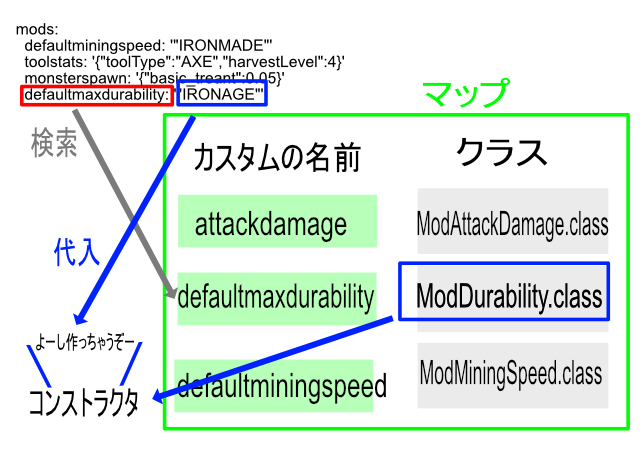 mods:
defaultminingspeed: '"IRONMADE"'
toolstats: '{"toolType":"AXE","harvestLevel":4}'
monsterspawn: '{"basic_treant":0.05}'
defaultmaxdurability: '"IRONAGE"'
マップ
検索
カスタムの名前
クラス
attackdamage
ModAttackDamage.class
代入
defaultmaxdurability
ModDurability.class
よーし作っちゃうぞー
defaultminingspeed
ModMiningSpeed.class
コンストラクタ